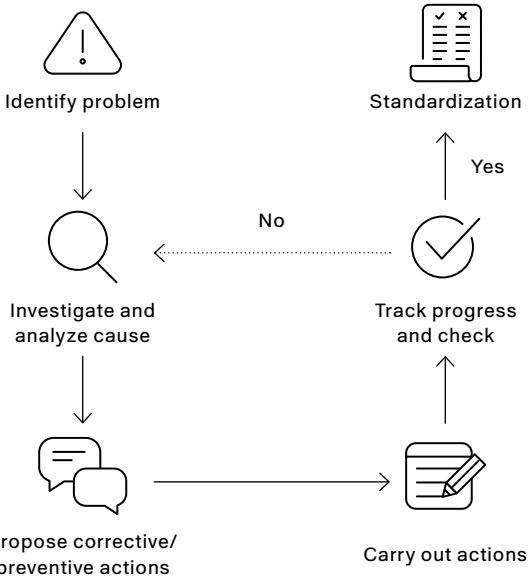 Identify problem
Standardization
Yes
No
Investigate and
analyze cause
Track progress
and check
ropose corrective/
preventive actions
Carry out actions